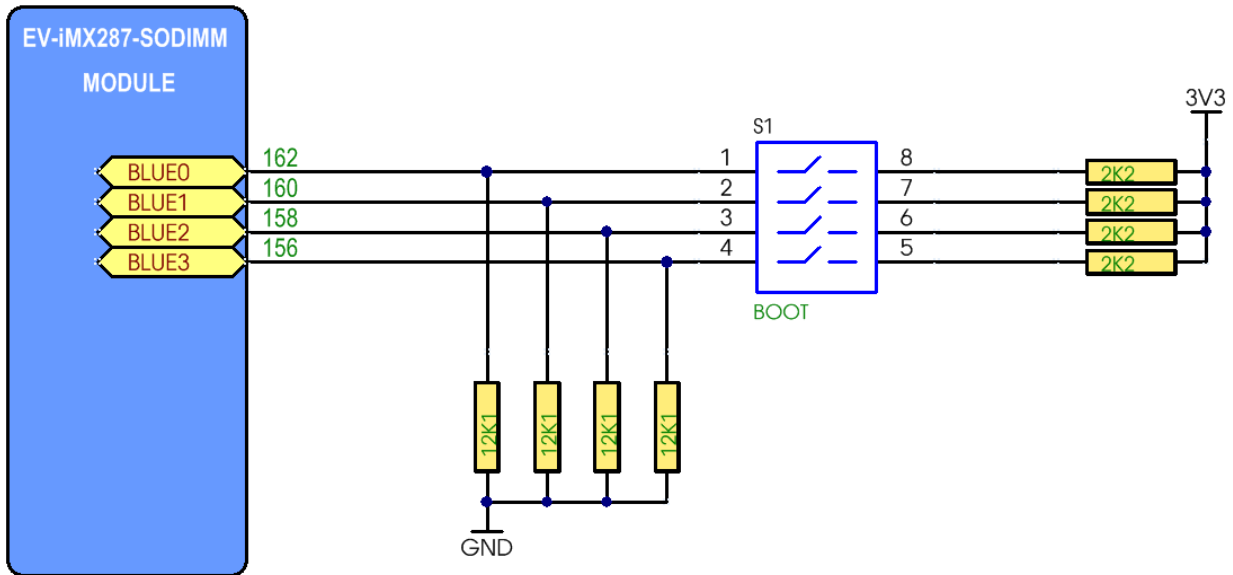 EV-iMX287-SODIMM
MODULE
3V3
S1
BLUE0 162 1 8 2K2
BLUE1 160 2 7 2K2
BLUE2 158 3 6 2K2
BLUE3 156 4 5 2K2
BOOT
12K1 12K1 12K1 12K1
GND